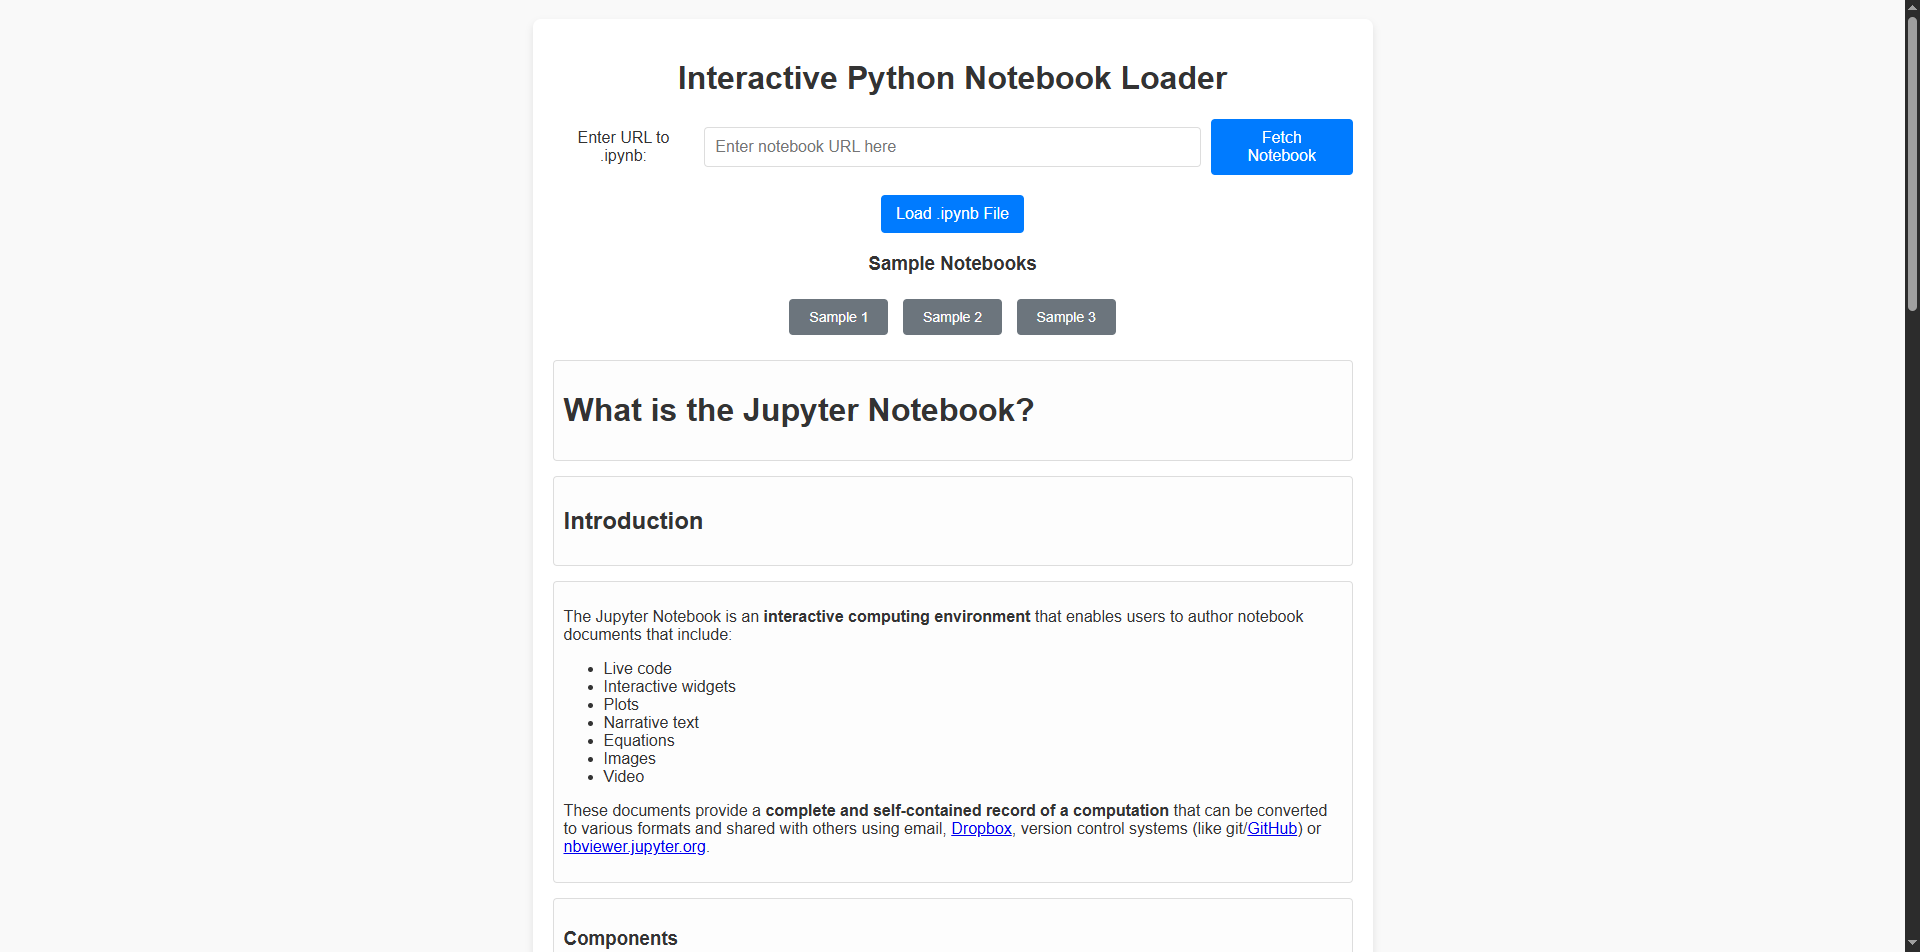 Interactive Python Notebook Loader
Enter URL to
.ipynb:
Enter notebook URL here
Fetch
Notebook
Load .ipynb File
Sample Notebooks
Sample 1
Sample 2
Sample 3
What is the Jupyter Notebook?
Introduction
The Jupyter Notebook is an interactive computing environment that enables users to author notebook
documents that include:
Live code
Interactive widgets
Plots
Narrative text
Equations
Images
Video
These documents provide a complete and self-contained record of a computation that can be converted
to various formats and shared with others using email, Dropbox, version control systems (like git/GitHub) or
nbviewer.jupyter.org.
Components